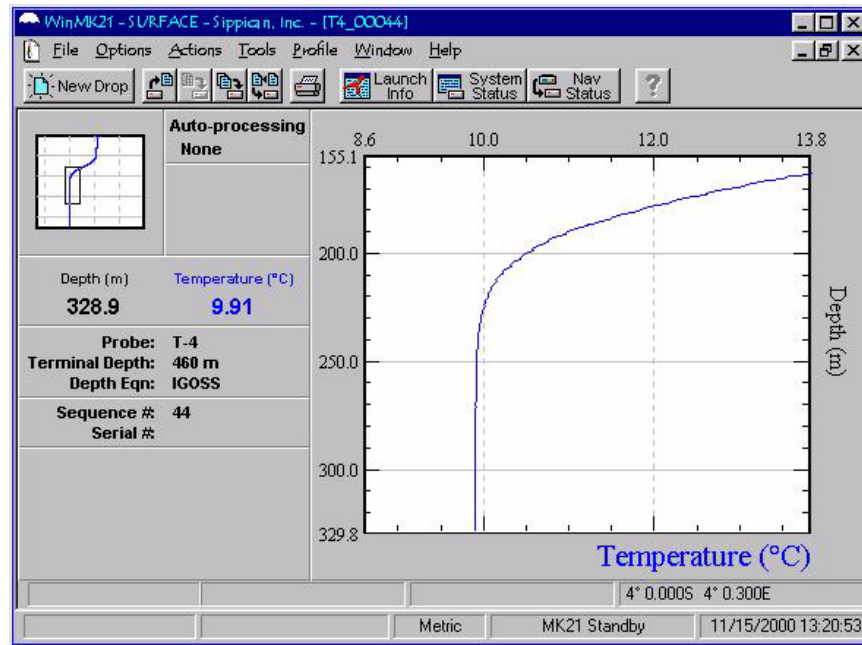 WinMK21 - SURFACE - Sippican, Inc. - [T4_00044]
File Options Actions Tools Profile Window Help
New Drop
Launch Info
System Status
Nav Status
?
Auto-processing
None
Depth (m) Temperature (°C)
328.9 9.91
Probe: T-4
Terminal Depth: 460 m
Depth Eqn: IGOSS
Sequence #: 44
Serial #:
8.6 10.0 12.0 13.8
155.1
200.0
250.0
300.0
329.8
Depth (m)
Temperature (°C)
4° 0.000S 4° 0.300E
Metric MK21 Standby 11/15/2000 13:20:53